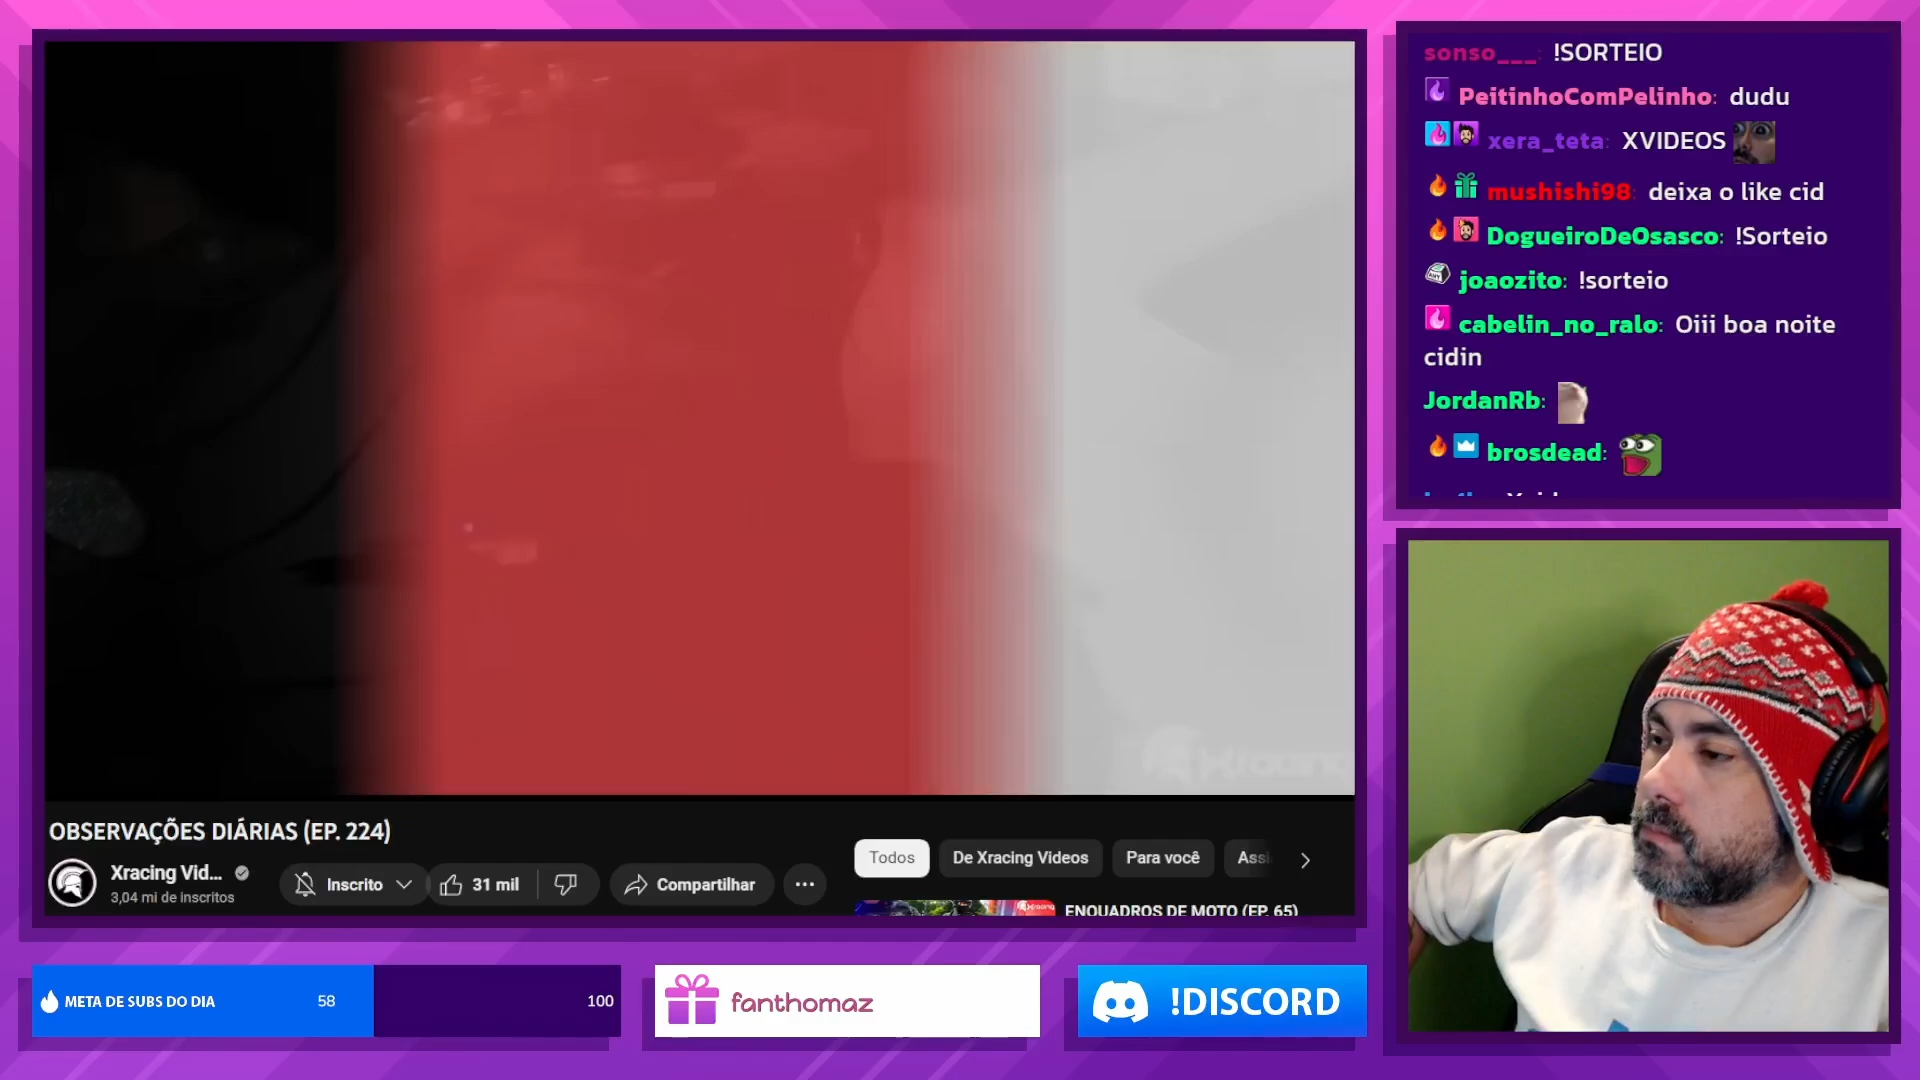 sonso___: !SORTEIO
PeitinhoComPelinho: dudu
xera_teta: XVIDEOS
mushishi98: deixa o like cid
DogueiroDeOsasco: !Sorteio
joaozito: !sorteio
cabelin_no_ralo: Oiii boa noite
cidin
JordanRb:
brosdead:
Xracing
OBSERVAÇÕES DIÁRIAS (EP. 224)
Xracing Vid...
3,04 mi de inscritos
Inscrito
31 mil
Compartilhar
Todos
De Xracing Videos
Para você
Assi
ENQUADROS DE MOTO (EP. 65)
META DE SUBS DO DIA 58 100
fanthomaz
!DISCORD